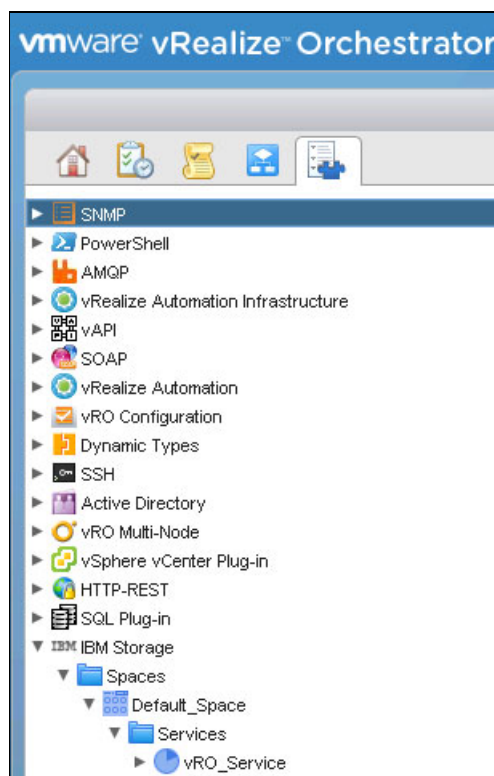 vmware vRealize™ Orchestrator
SNMP
PowerShell
AMQP
vRealize Automation Infrastructure
vAPI
SOAP
vRealize Automation
vRO Configuration
Dynamic Types
SSH
Active Directory
vRO Multi-Node
vSphere vCenter Plug-in
HTTP-REST
SQL Plug-in
IBM IBM Storage
Spaces
Default_Space
Services
vRO_Service